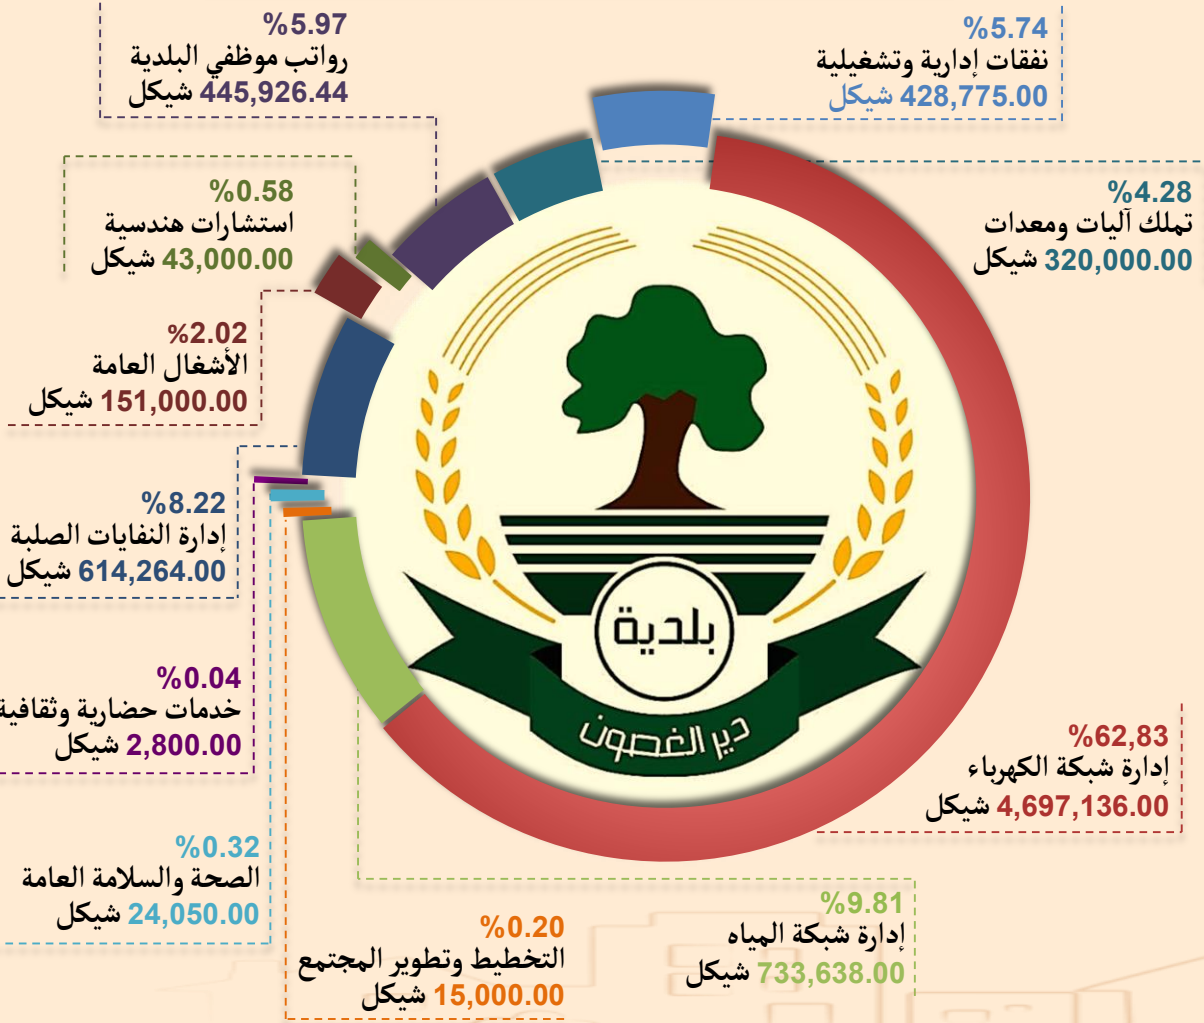 %5.74
نفقات إدارية وتشغيلية
428,775.00 شيكل
%5.97
رواتب موظفي البلدية
445,926.44 شيكل
%4.28
تملك آليات ومعدات
320,000.00 شيكل
%0.58
استشارات هندسية
43,000.00 شيكل
%2.02
الأشغال العامة
151,000.00 شيكل
%8.22
إدارة النفايات الصلبة
614,264.00 شيكل
بلدية
دير الغصون
%0.04
خدمات حضارية وثقافية
2,800.00 شيكل
%62,83
إدارة شبكة الكهرباء
4,697,136.00 شيكل
%0.32
الصحة والسلامة العامة
24,050.00 شيكل
%9.81
إدارة شبكة المياه
733,638.00 شيكل
%0.20
التخطيط وتطوير المجتمع
15,000.00 شيكل